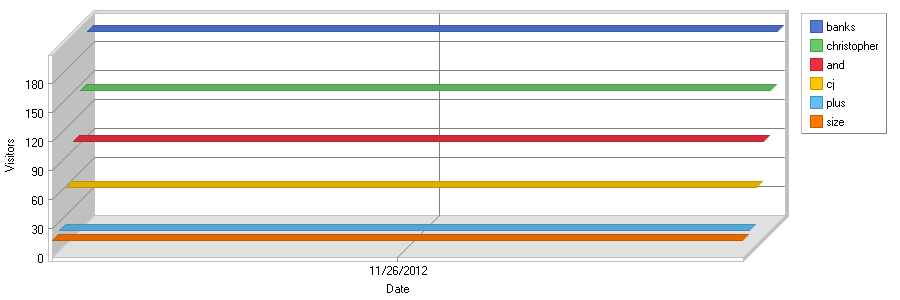 banks
christopher
and
cj
plus
size
180
150
120
90
60
30
0
Visitors
11/26/2012
Date